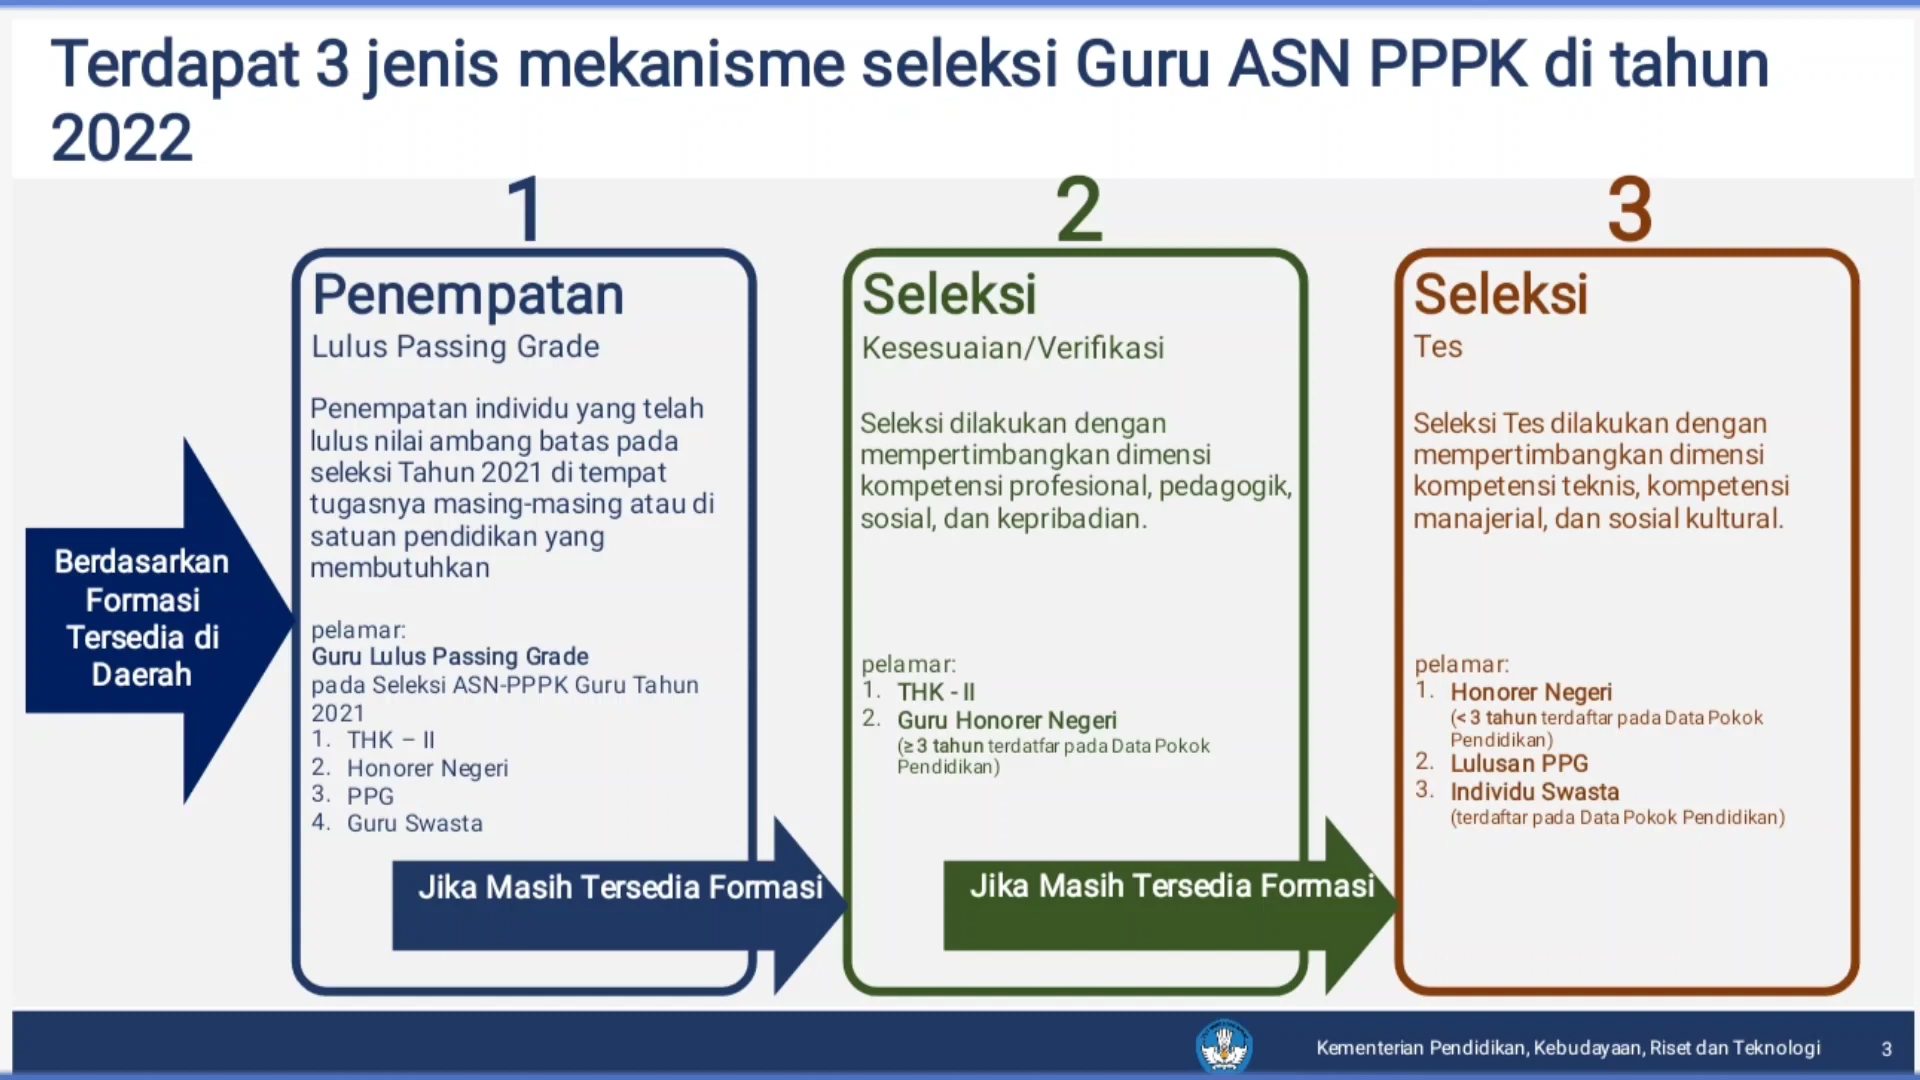 Terdapat 3 jenis mekanisme seleksi Guru ASN PPPK di tahun
2022
Berdasarkan
Formasi
Tersedia di
Daerah
1
Penempatan
Lulus Passing Grade
Penempatan individu yang telah
lulus nilai ambang batas pada
seleksi Tahun 2021 di tempat
tugasnya masing-masing atau di
satuan pendidikan yang
membutuhkan
pelamar:
Guru Lulus Passing Grade
pada Seleksi ASN-PPPK Guru Tahun
2021
1. THK – II
2. Honorer Negeri
3. PPG
4. Guru Swasta
Jika Masih Tersedia Formasi
2
Seleksi
Kesesuaian/Verifikasi
Seleksi dilakukan dengan
mempertimbangkan dimensi
kompetensi profesional, pedagogik,
sosial, dan kepribadian.
pelamar:
1. THK - II
2. Guru Honorer Negeri
(≥ 3 tahun terdatfar pada Data Pokok
Pendidikan)
Jika Masih Tersedia Formasi
3
Seleksi
Tes
Seleksi Tes dilakukan dengan
mempertimbangkan dimensi
kompetensi teknis, kompetensi
manajerial, dan sosial kultural.
pelamar:
1. Honorer Negeri
(< 3 tahun terdaftar pada Data Pokok
Pendidikan)
2. Lulusan PPG
3. Individu Swasta
(terdaftar pada Data Pokok Pendidikan)
Kementerian Pendidikan, Kebudayaan, Riset dan Teknologi
3